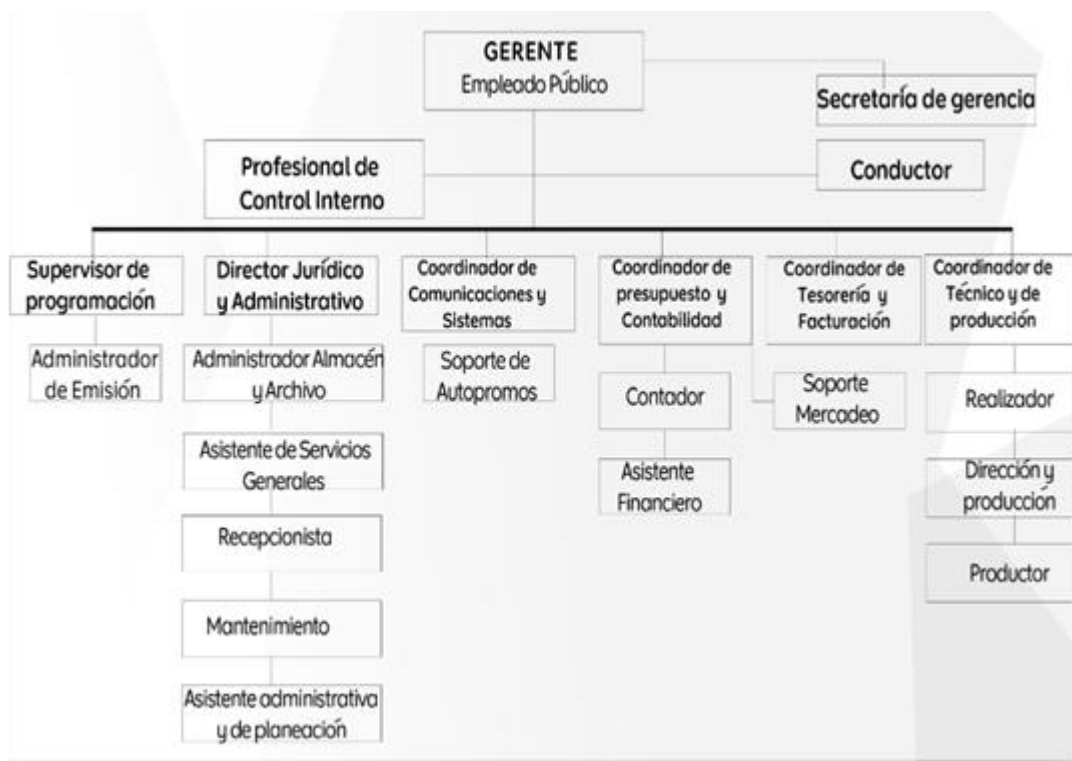 GERENTE
Empleado Público
Secretaría de gerencia
Profesional de
Control Interno
Conductor
Supervisor de
programación
Director Jurídico
y Administrativo
Coordinador de
Comunicaciones y
Sistemas
Coordinador de
presupuesto y
Contabilidad
Coordinador de
Tesorería y
Facturación
Coordinador de
Técnico y de
producción
Administrador
de Emisión
Administrador Almacén
y Archivo
Soporte de
Autopromos
Contador
Soporte
Mercadeo
Realizador
Asistente de Servicios
Generales
Asistente
Financiero
Dirección y
producción
Recepcionista
Productor
Mantenimiento
Asistente administrativa
y de planeación